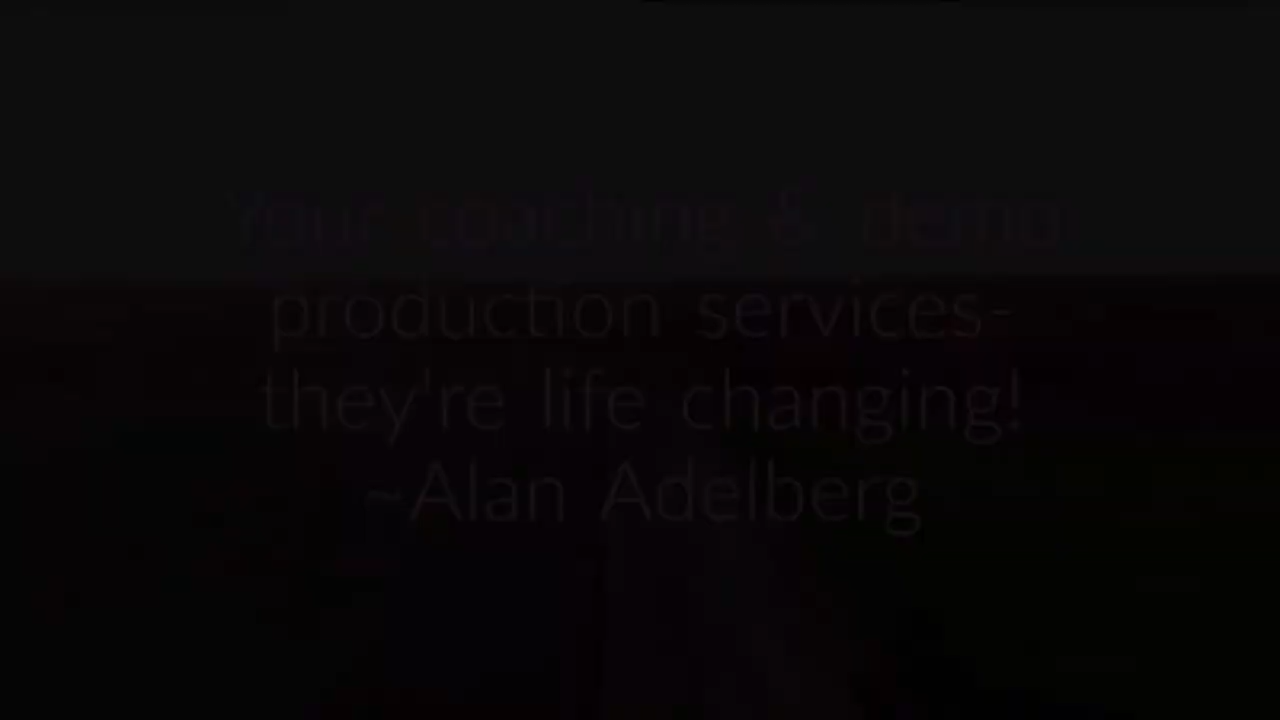 Your coaching & demo
production services-
they're life changing!
~Alan Adelberg